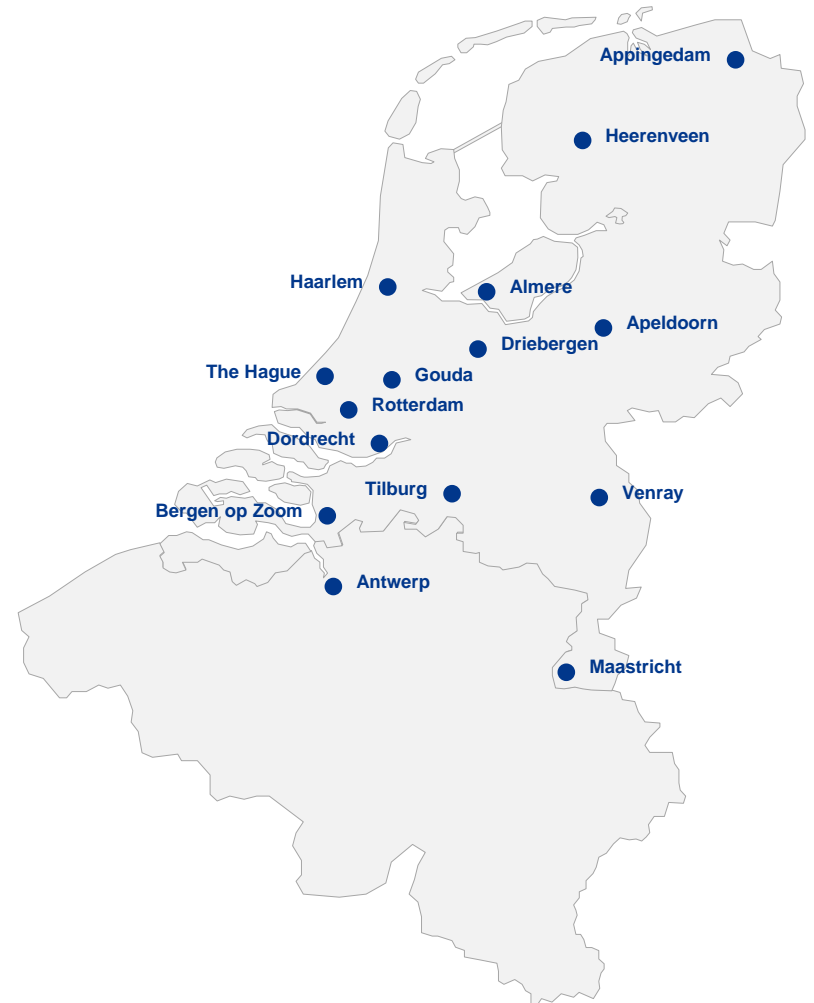 Appingedam
Heerenveen
Haarlem
Almere
Apeldoorn
Driebergen
The Hague
Gouda
Rotterdam
Dordrecht
Tilburg
Venray
Bergen op Zoom
Antwerp
Maastricht